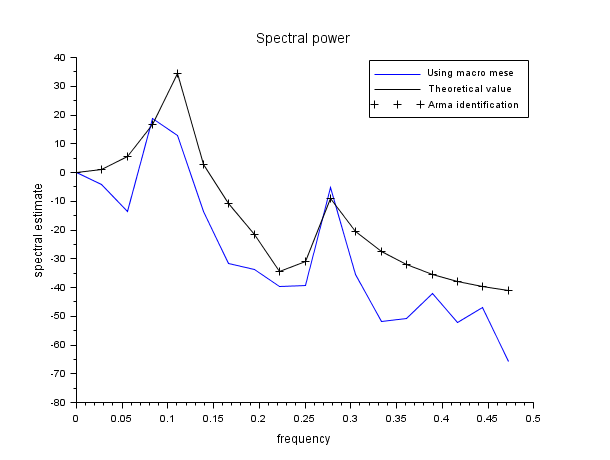 Spectral power
40
30
20
10
0
-10
-20
-30
-40
-50
-60
-70
-80
spectral estimate
Using macro mese
Theoretical value
Arma identification
0 0.05 0.1 0.15 0.2 0.25 0.3 0.35 0.4 0.45 0.5
frequency